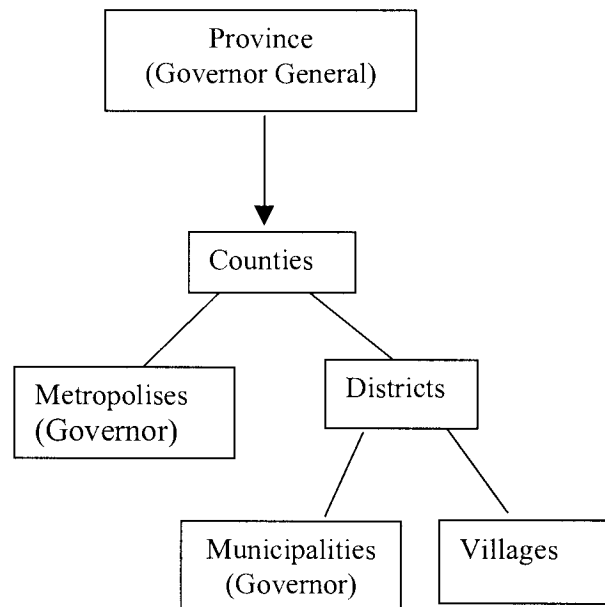 Province
(Governor General)
Counties
Metropolises
(Governor)
Districts
Municipalities
(Governor)
Villages